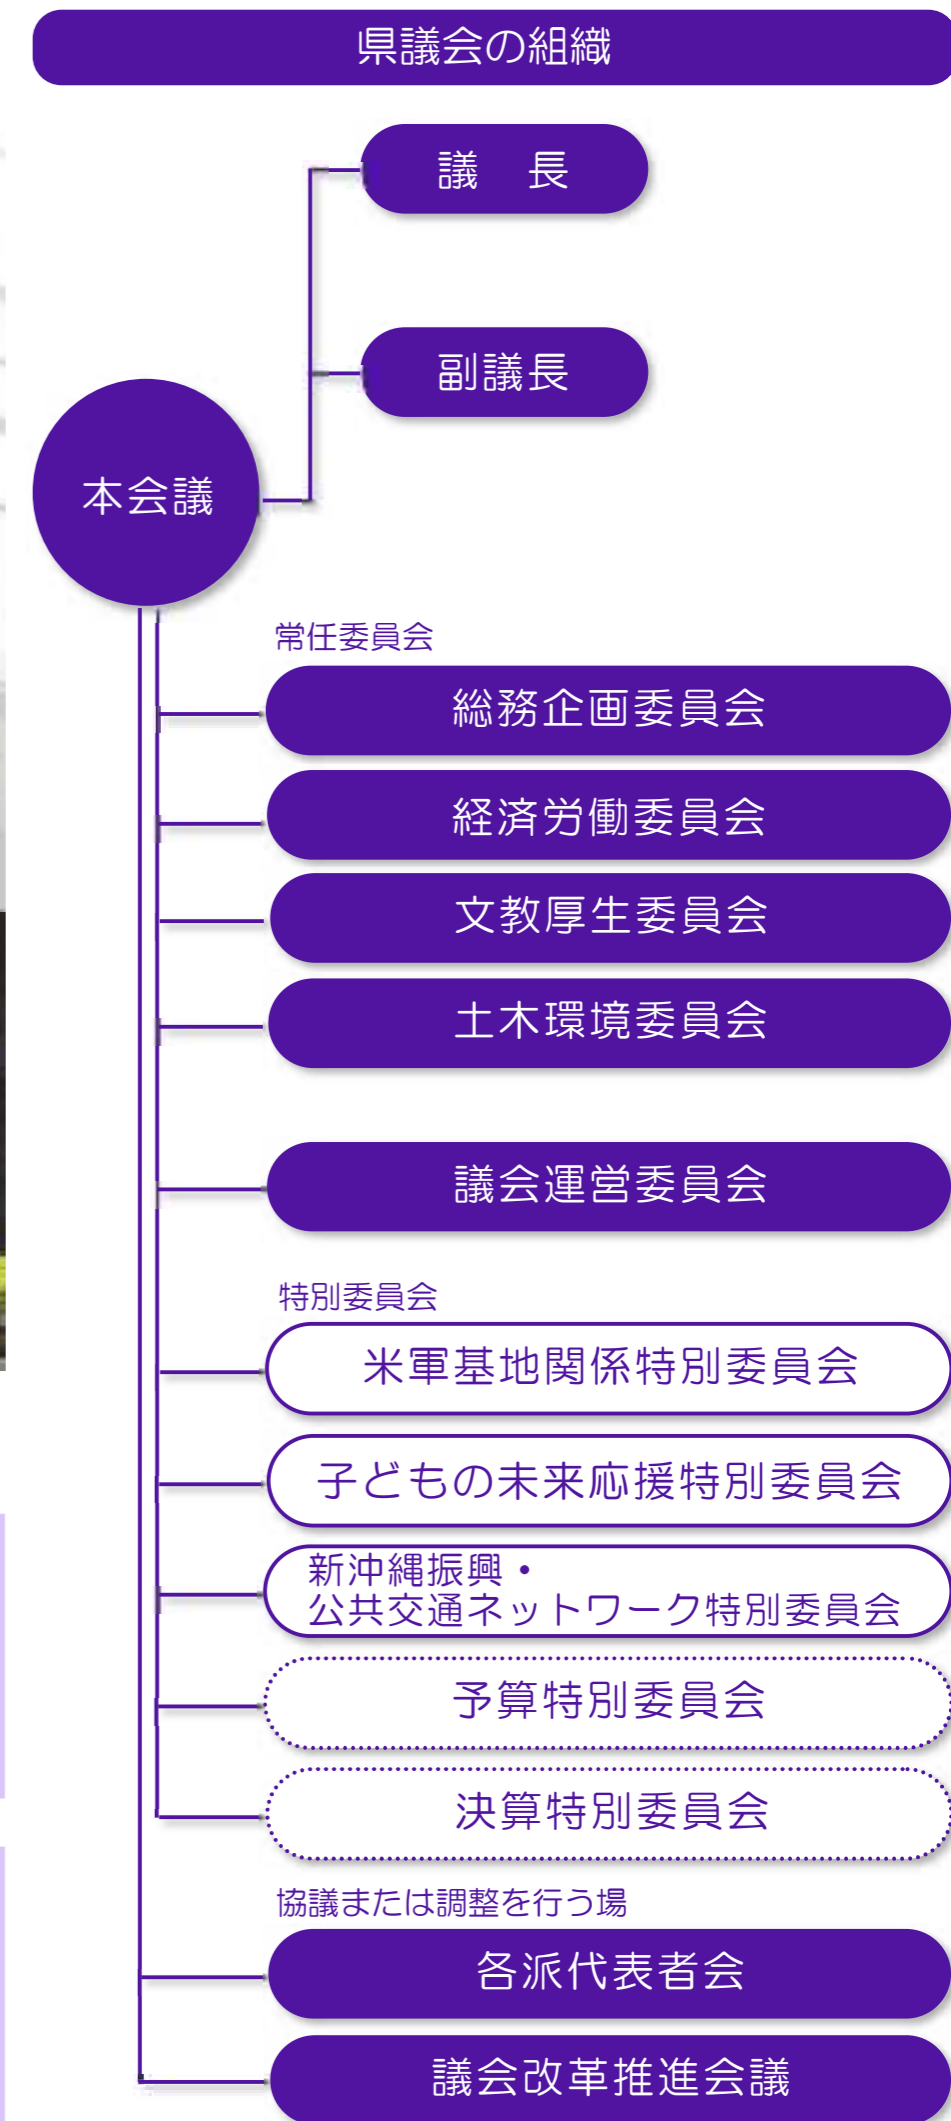 県議会の組織
議　長
副議長
本会議
常任委員会
総務企画委員会
経済労働委員会
文教厚生委員会
土木環境委員会
議会運営委員会
特別委員会
米軍基地関係特別委員会
子どもの未来応援特別委員会
新沖縄振興・
公共交通ネットワーク特別委員会
予算特別委員会
決算特別委員会
協議または調整を行う場
各派代表者会
議会改革推進会議